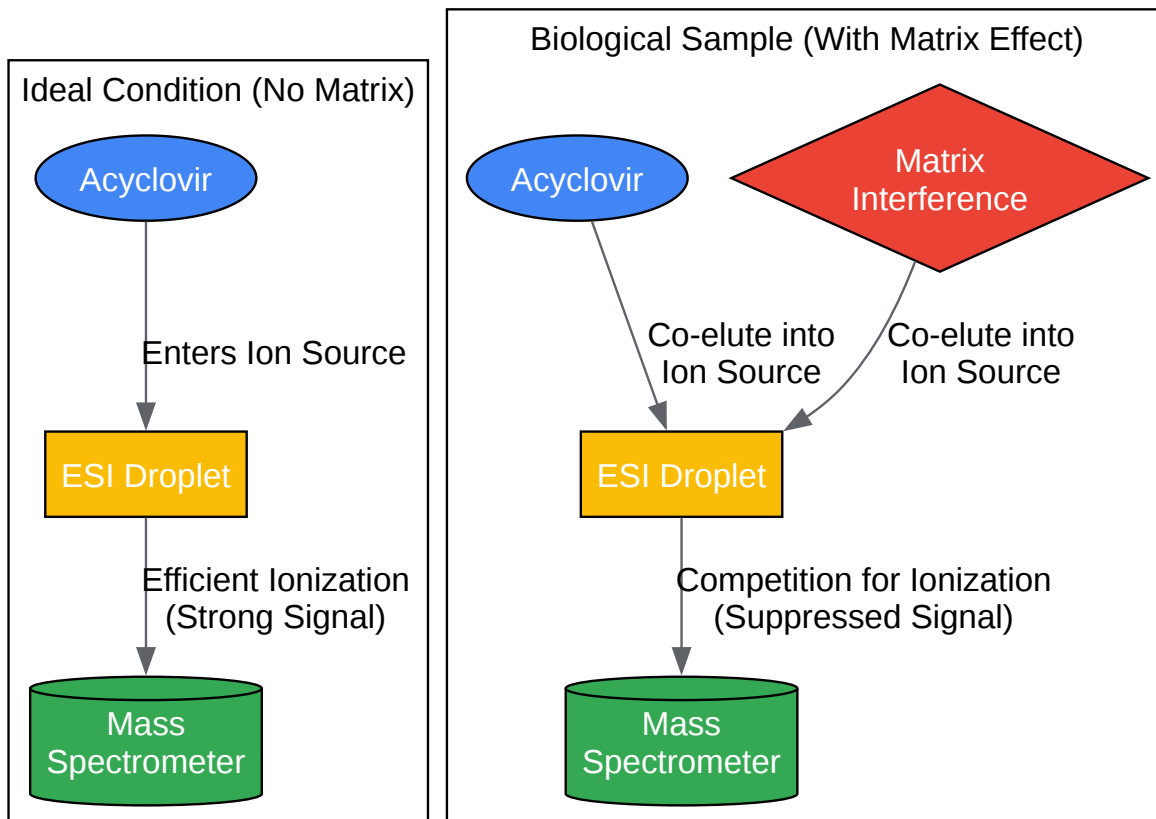 Ideal Condition (No Matrix)
Acyclovir
Enters Ion Source
ESI Droplet
Efficient Ionization
(Strong Signal)
Mass
Spectrometer
Biological Sample (With Matrix Effect)
Acyclovir
Matrix
Interference
Co-elute into
Ion Source
Co-elute into
Ion Source
ESI Droplet
Competition for Ionization
(Suppressed Signal)
Mass
Spectrometer